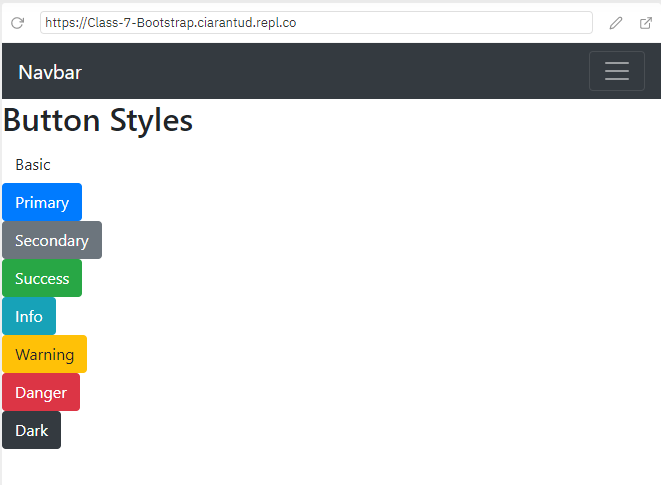 https://Class-7-Bootstrap.ciarantud.repl.co
Navbar
Button Styles
Basic
Primary
Secondary
Success
Info
Warning
Danger
Dark